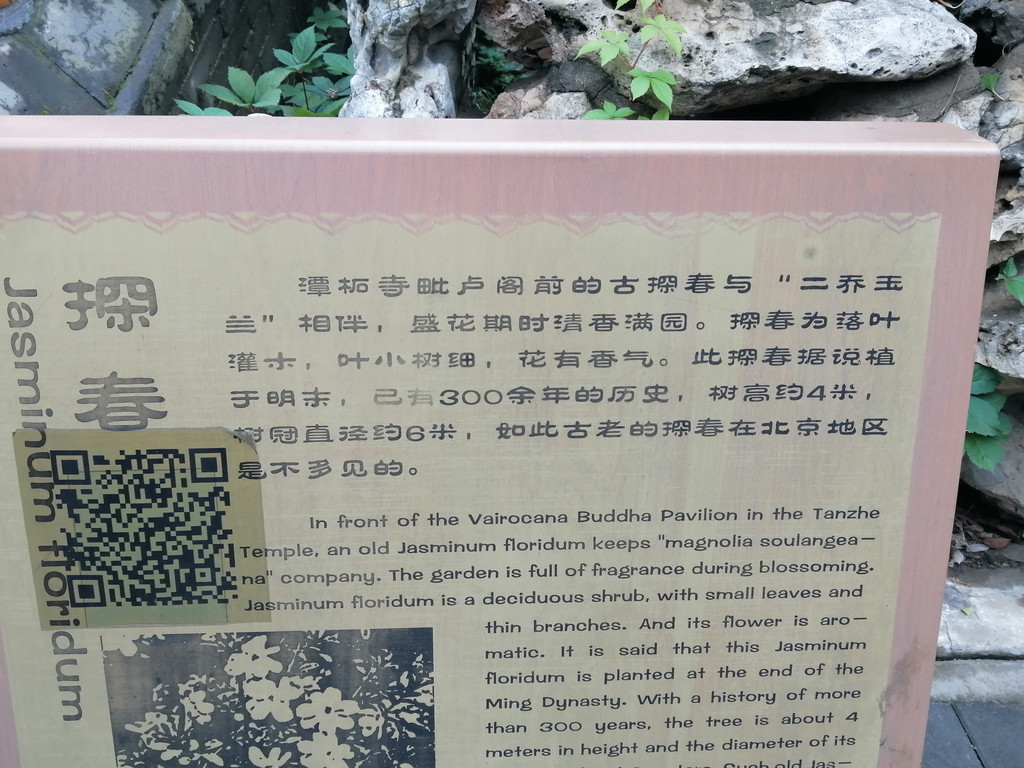 探春
Jasminum floridum
潭柘寺毗卢阁前的古探春与“二乔玉
兰”相伴，盛花期时清香满园。探春为落叶
灌木，叶小树细，花有香气。此探春据说植
于明末，已有300余年的历史，树高约4米，
树冠直径约6米，如此古老的探春在北京地区
是不多见的。
In front of the Vairocana Buddha Pavilion in the Tanzhe
Temple, an old Jasminum floridum keeps "magnolia soulangea-
na" company. The garden is full of fragrance during blossoming.
Jasminum floridum is a deciduous shrub, with small leaves and
thin branches. And its flower is aro-
matic. It is said that this Jasminum
floridum is planted at the end of the
Ming Dynasty. With a history of more
than 300 years, the tree is about 4
meters in height and the diameter of its
Such old Jas-